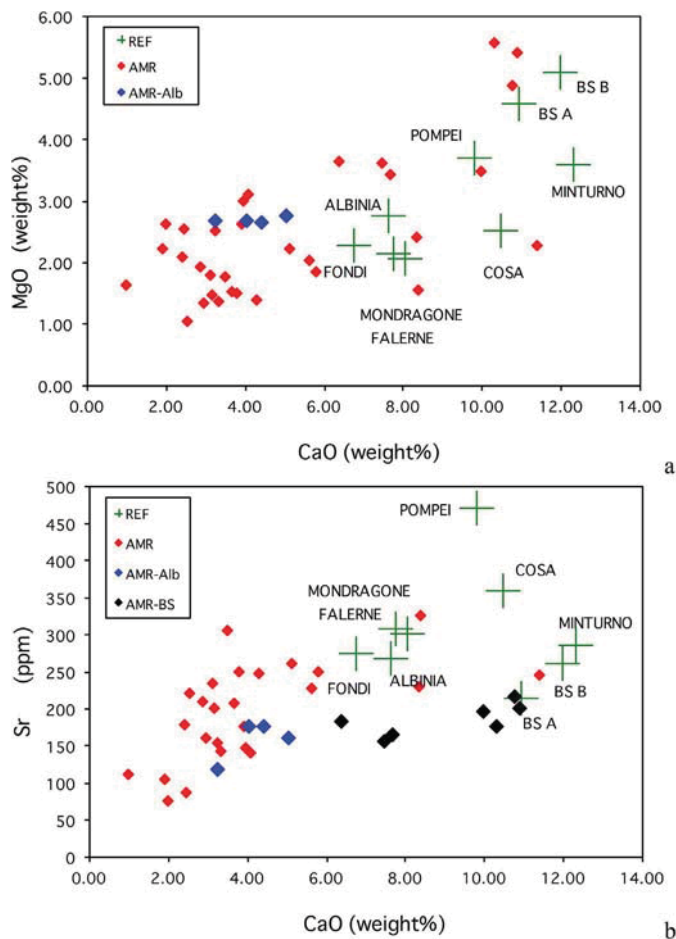 6.00
REF
AMR
AMR-Alb
5.00
BS B
BS A
4.00
POMPEI
MINTURNO
3.00
ALBINIA
MgO (weight%)
2.00
FONDI
COSA
MONDRAGONE
FALERNE
1.00
0.00
0.00 2.00 4.00 6.00 8.00 10.00 12.00 14.00
CaO (weight%)
a
500
REF
AMR
AMR-Alb
AMR-BS
POMPEI
450
400
COSA
350
MONDRAGONE
FALERNE
MINTURNO
300
250
FONDI
ALBINIA
BS B
BS A
Sr (ppm)
200
150
100
50
0
0.00 2.00 4.00 6.00 8.00 10.00 12.00 14.00
CaO (weight%)
b